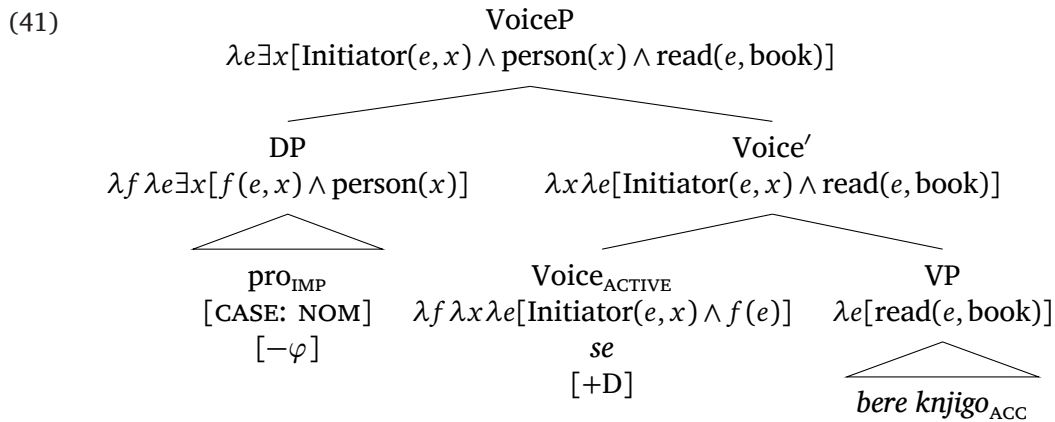 (41) VoiceP
λe∃x[Initiator(e, x) ∧ person(x) ∧ read(e, book)]
DP Voice′
λf λe∃x[f(e, x) ∧ person(x)] λxλe[Initiator(e, x) ∧ read(e, book)]
pro_IMP Voice_ACTIVE VP
[CASE: NOM] λf λxλe[Initiator(e, x) ∧ f(e)] λe[read(e, book)]
[−φ] se
[+D] bere knjigo_ACC